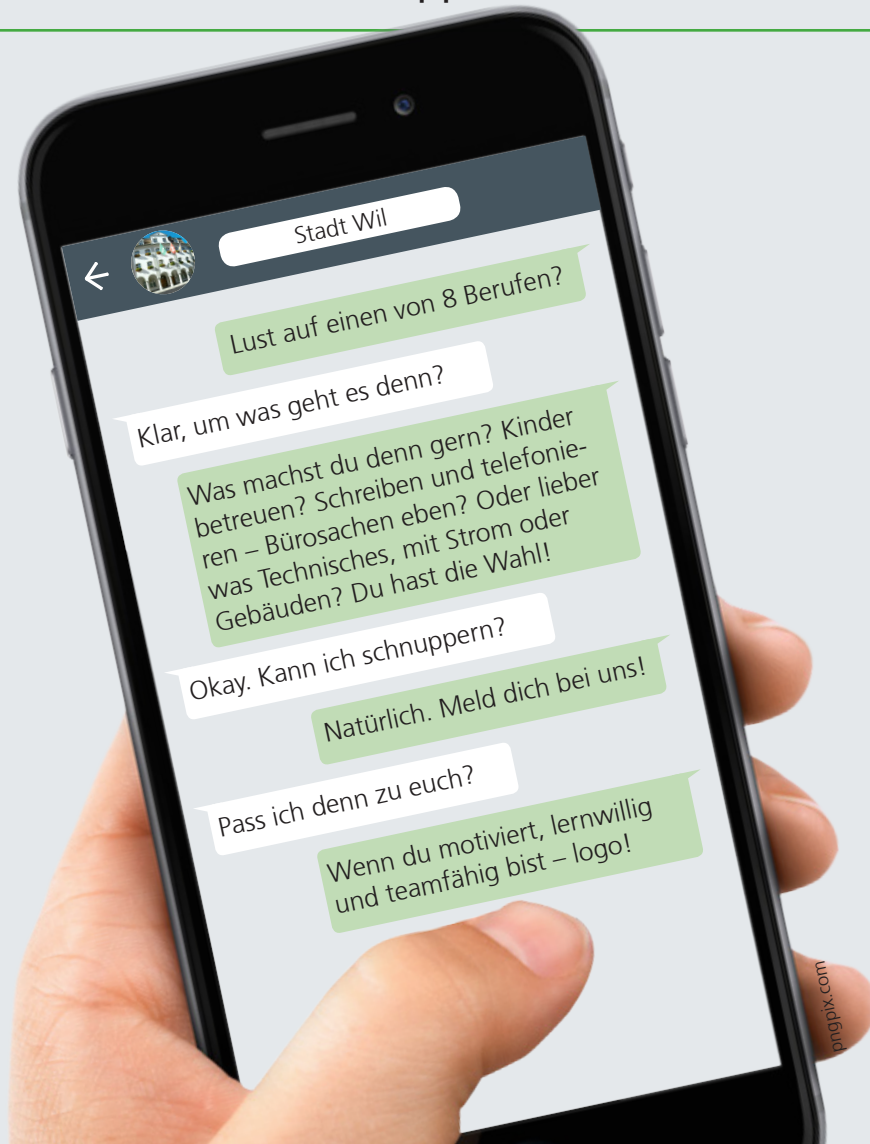 Stadt Wil
Lust auf einen von 8 Berufen?
Klar, um was geht es denn?
Was machst du denn gern? Kinder
betreuen? Schreiben und telefonie-
ren – Bürosachen eben? Oder lieber
was Technisches, mit Strom oder
Gebäuden? Du hast die Wahl!
Okay. Kann ich schnuppern?
Natürlich. Meld dich bei uns!
Pass ich denn zu euch?
Wenn du motiviert, lernwillig
und teamfähig bist – logo!
pngpix.com